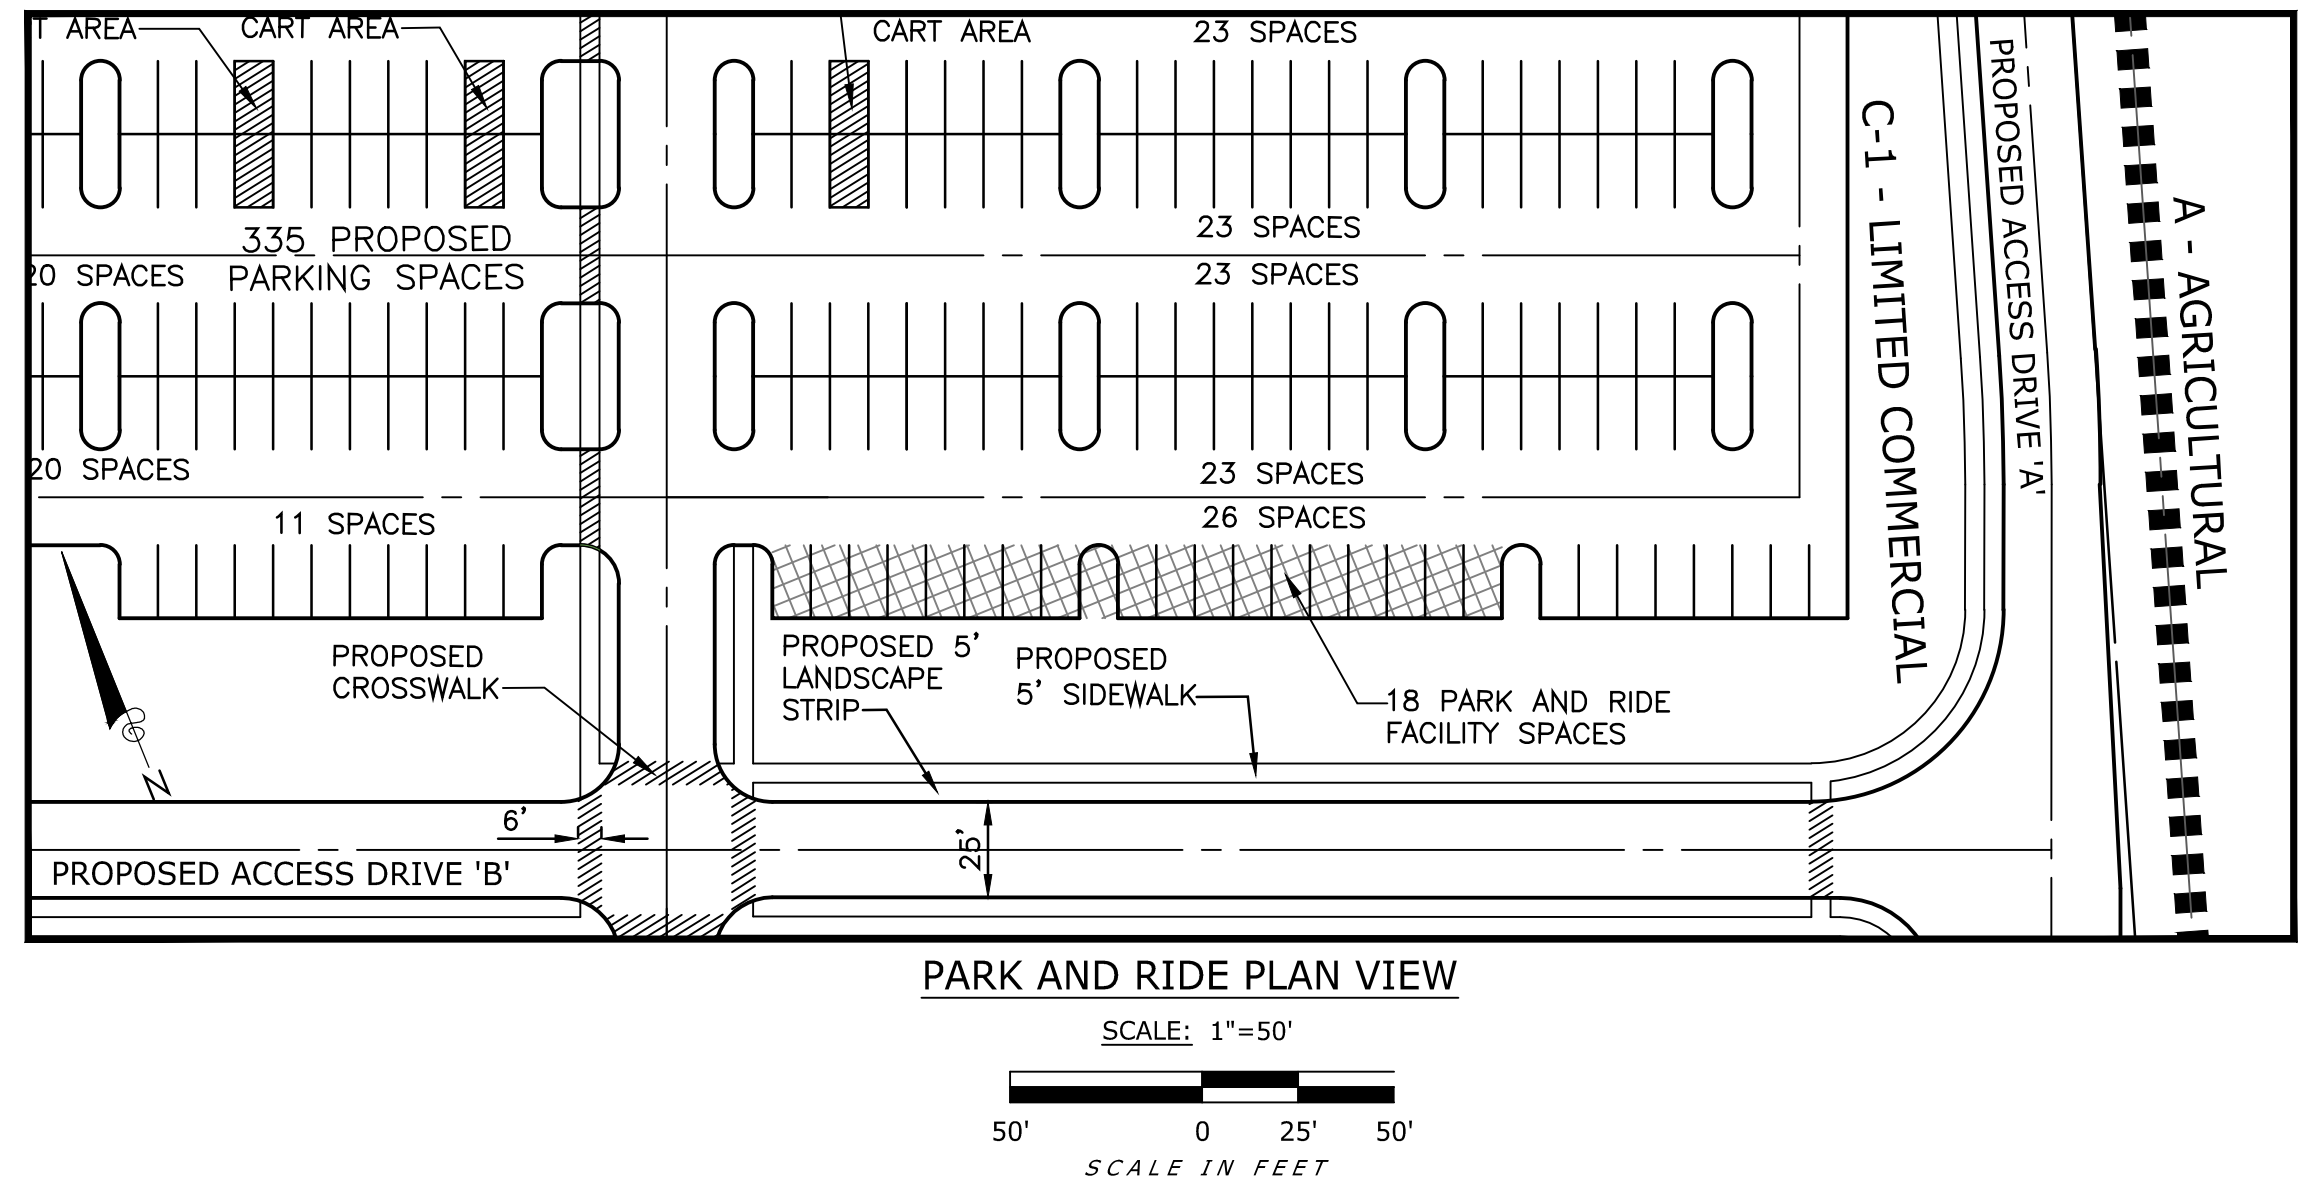 T AREA
CART AREA
CART AREA
23 SPACES
335 PROPOSED
PARKING SPACES
23 SPACES
20 SPACES
23 SPACES
20 SPACES
23 SPACES
11 SPACES
26 SPACES
C-1 - LIMITED COMMERCIAL
PROPOSED ACCESS DRIVE 'A'
A - AGRICULTURAL
PROPOSED
CROSSWALK
PROPOSED 5'
LANDSCAPE
STRIP
PROPOSED
5' SIDEWALK
18 PARK AND RIDE
FACILITY SPACES
N
6'
25'
PROPOSED ACCESS DRIVE 'B'
PARK AND RIDE PLAN VIEW
SCALE: 1"=50'
50' 0 25' 50'
SCALE IN FEET